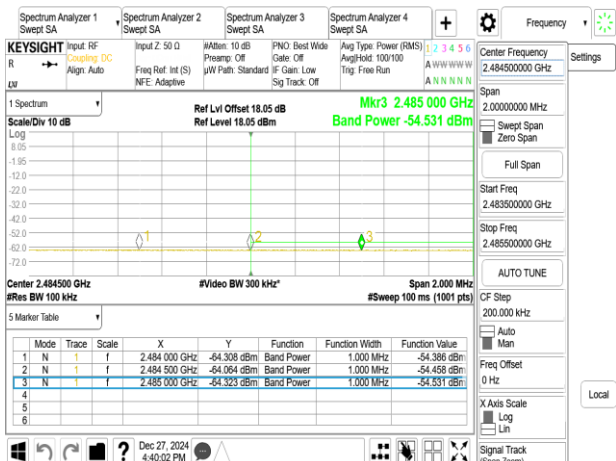 Spectrum Analyzer 1
Swept SA
Spectrum Analyzer 2
Swept SA
Spectrum Analyzer 3
Swept SA
Spectrum Analyzer 4
Swept SA
+
Frequency
KEYSIGHT
R
LXI
Input: RF
Coupling: DC
Align: Auto
Input Z: 50 Ω
Freq Ref: Int (S)
NFE: Adaptive
#Atten: 10 dB
Preamp: Off
µW Path: Standard
PNO: Best Wide
Gate: Off
IF Gain: Low
Sig Track: Off
Avg Type: Power (RMS)
Avg|Hold: 100/100
Trig: Free Run
1 2 3 4 5 6
A W W W W W
A N N N N N
1 Spectrum
Scale/Div 10 dB
Ref Lvl Offset 18.05 dB
Ref Level 18.05 dBm
Mkr3 2.485 000 GHz
Band Power -54.531 dBm
Log
8.05
-1.95
-12.0
-22.0
-32.0
-42.0
-52.0
-62.0
-72.0
1
2
3
Center 2.484500 GHz
#Res BW 100 kHz
#Video BW 300 kHz*
Span 2.000 MHz
#Sweep 100 ms (1001 pts)
5 Marker Table
Mode Trace Scale X Y Function Function Width Function Value
1 N 1 f 2.484 000 GHz -64.308 dBm Band Power 1.000 MHz -54.386 dBm
2 N 1 f 2.484 500 GHz -64.064 dBm Band Power 1.000 MHz -54.458 dBm
3 N 1 f 2.485 000 GHz -64.323 dBm Band Power 1.000 MHz -54.531 dBm
4
5
6
?
Dec 27, 2024
4:40:02 PM
Center Frequency
2.484500000 GHz
Span
2.00000000 MHz
Swept Span
Zero Span
Full Span
Start Freq
2.483500000 GHz
Stop Freq
2.485500000 GHz
AUTO TUNE
CF Step
200.000 kHz
Auto
Man
Freq Offset
0 Hz
X Axis Scale
Log
Lin
Signal Track
(Span Zoom)
Settings
Local